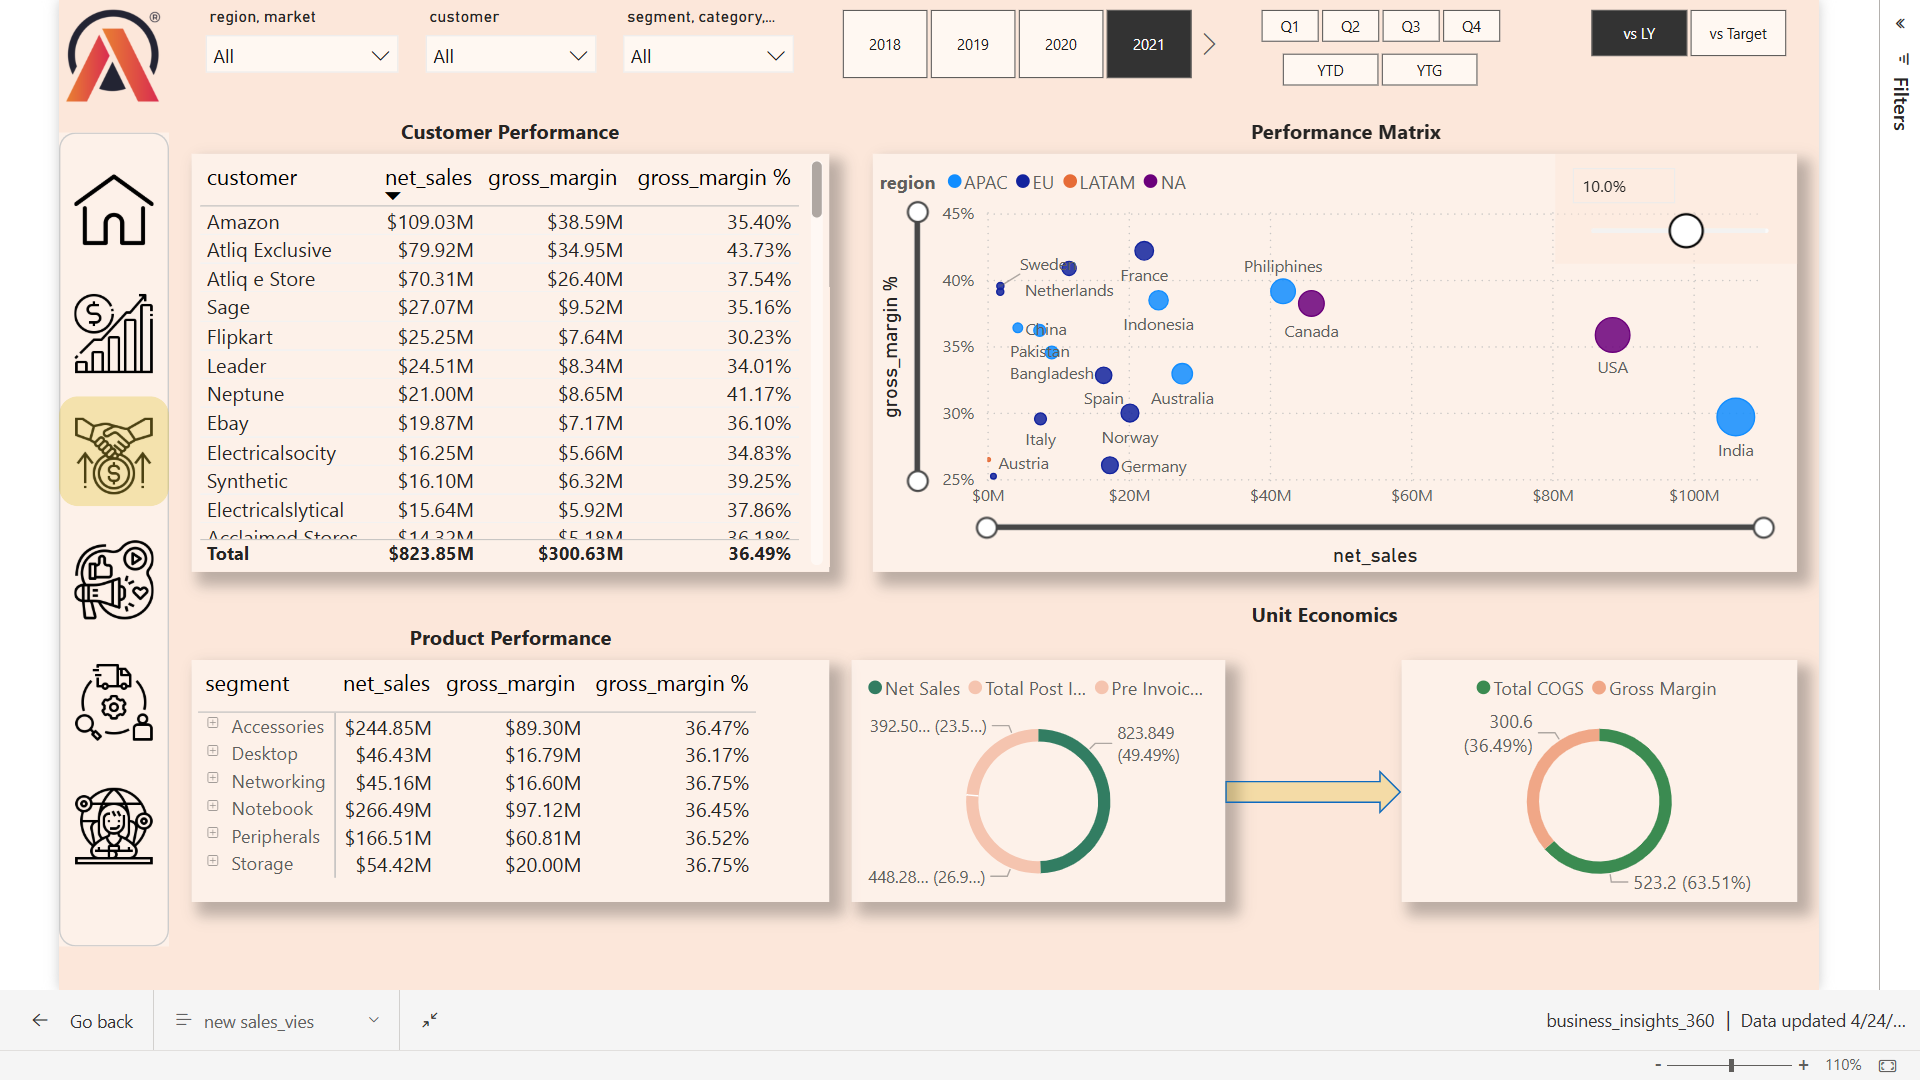 region, market
customer
segment, category,...
All
All
All
2018
2019
2020
2021
Q1
Q2
Q3
Q4
YTD
YTG
vs LY
vs Target
Filters
®
Customer Performance
customer net_sales gross_margin gross_margin %
Amazon $109.03M $38.59M 35.40%
Atliq Exclusive $79.92M $34.95M 43.73%
Atliq e Store $70.31M $26.40M 37.54%
Sage $27.07M $9.52M 35.16%
Flipkart $25.25M $7.64M 30.23%
Leader $24.51M $8.34M 34.01%
Neptune $21.00M $8.65M 41.17%
Ebay $19.87M $7.17M 36.10%
Electricalsocity $16.25M $5.66M 34.83%
Synthetic $16.10M $6.32M 39.25%
Electricalslytical $15.64M $5.92M 37.86%
Acclaimed Stores $14.32M $5.18M 36.18%
Total $823.85M $300.63M 36.49%
Performance Matrix
region APAC EU LATAM NA
10.0%
gross_margin %
45%
40%
35%
30%
25%
Sweden
Netherlands
France
Philiphines
Indonesia
Canada
China
Pakistan
Bangladesh
USA
Spain
Australia
Italy
Norway
India
Austria
Germany
$0M $20M $40M $60M $80M $100M
net_sales
Product Performance
segment net_sales gross_margin gross_margin %
Accessories $244.85M $89.30M 36.47%
Desktop $46.43M $16.79M 36.17%
Networking $45.16M $16.60M 36.75%
Notebook $266.49M $97.12M 36.45%
Peripherals $166.51M $60.81M 36.52%
Storage $54.42M $20.00M 36.75%
Unit Economics
Net Sales Total Post I... Pre Invoic...
392.50... (23.5...)
823.849
(49.49%)
448.28... (26.9...)
Total COGS Gross Margin
300.6
(36.49%)
523.2 (63.51%)
Go back
new sales_vies
business_insights_360 | Data updated 4/24/...
- + 110%